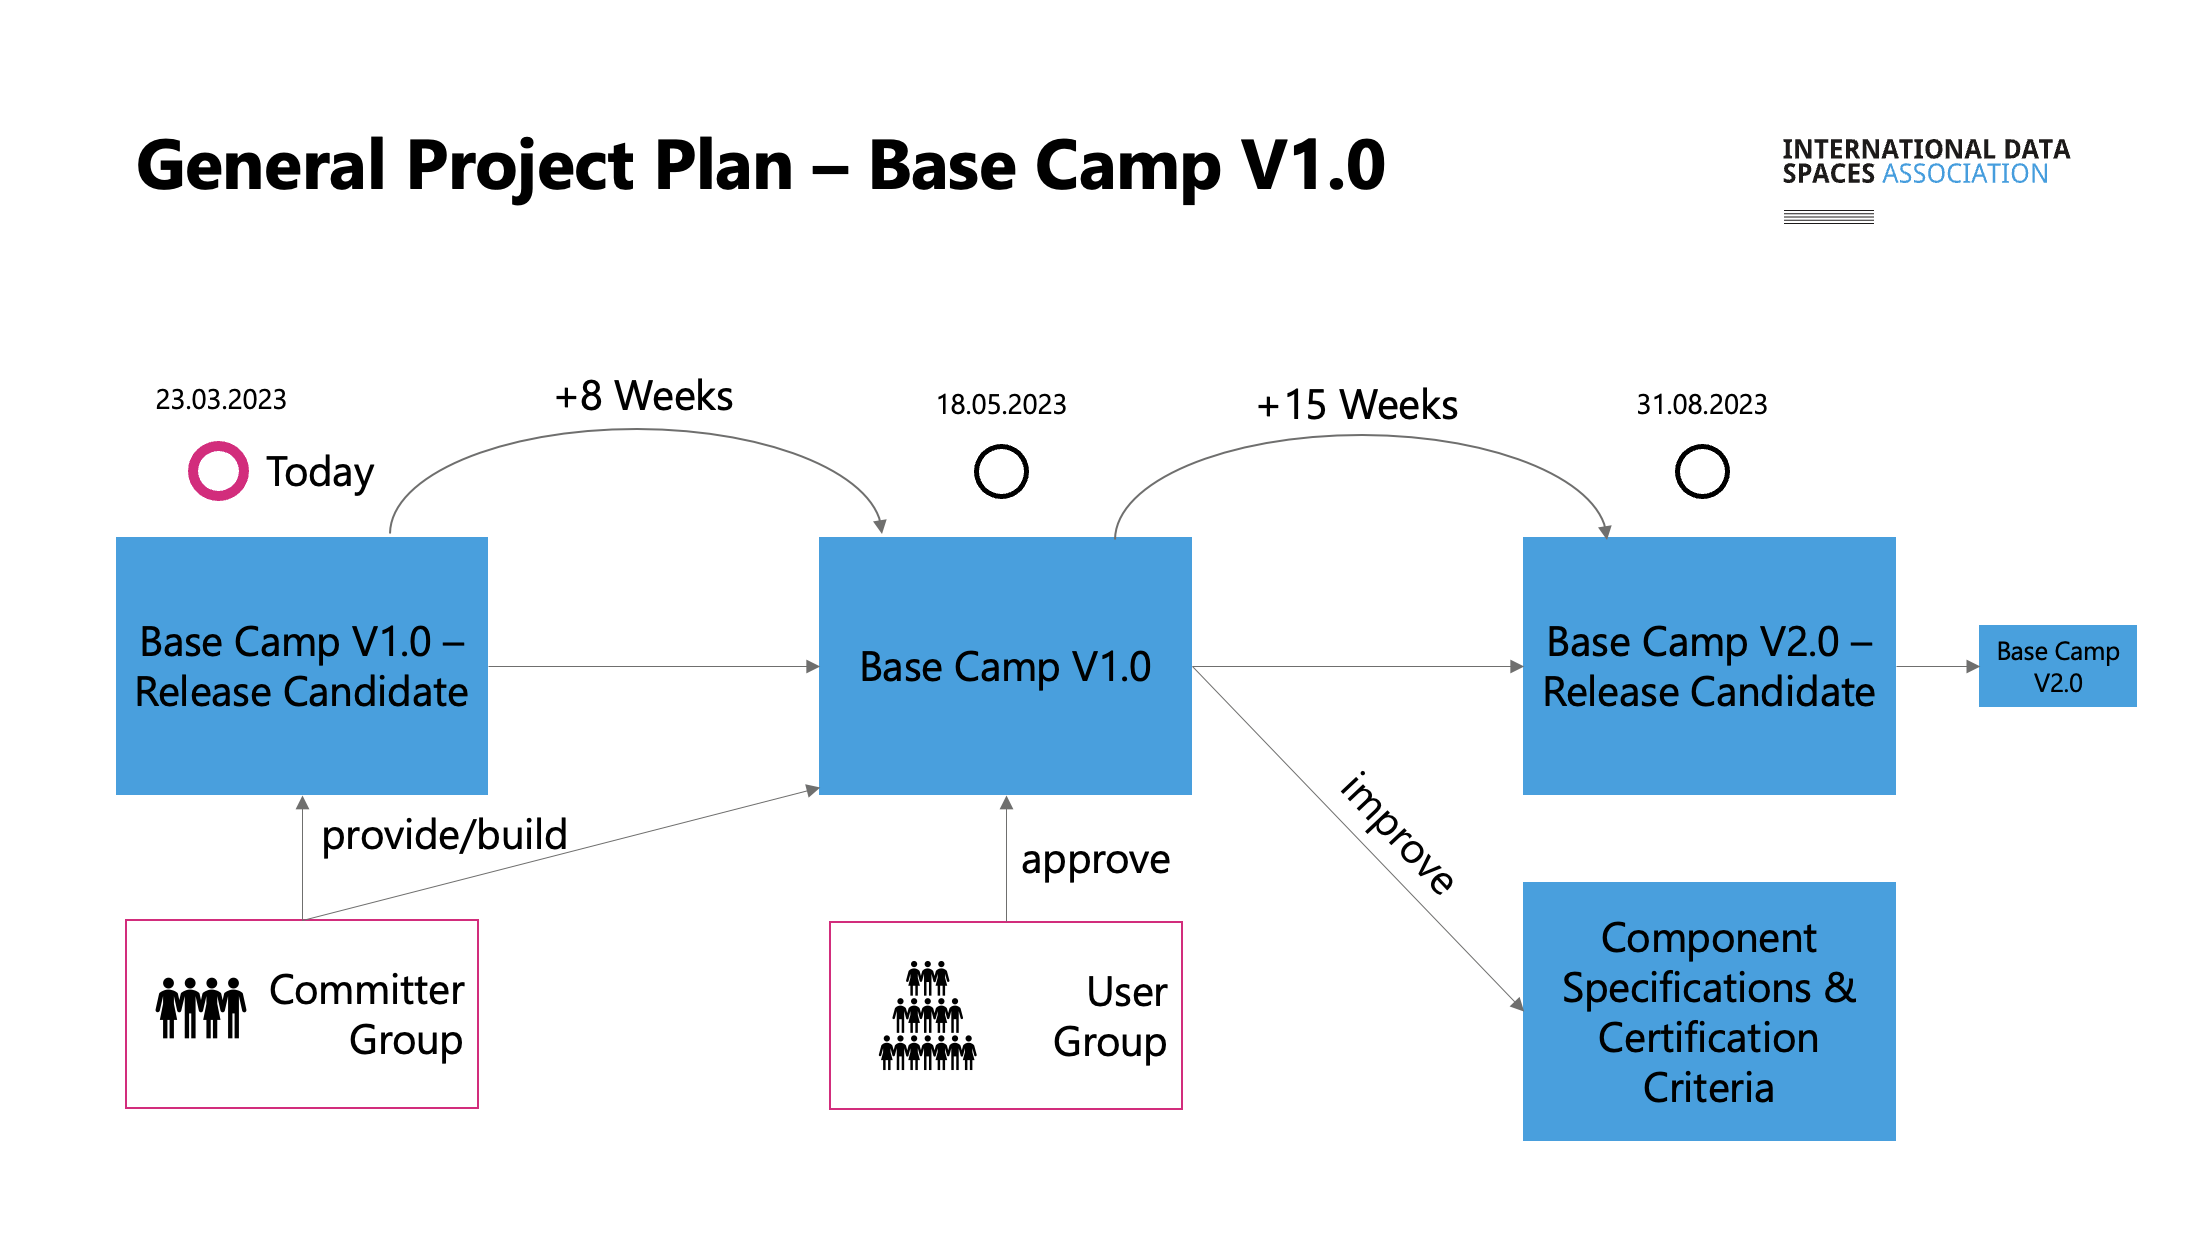 General Project Plan – Base Camp V1.0
INTERNATIONAL DATA
SPACES ASSOCIATION
23.03.2023
+8 Weeks
18.05.2023
+15 Weeks
31.08.2023
Today
Base Camp V1.0 –
Release Candidate
Base Camp V1.0
Base Camp V2.0 –
Release Candidate
Base Camp
V2.0
provide/build
approve
improve
Committer
Group
User
Group
Component
Specifications &
Certification
Criteria